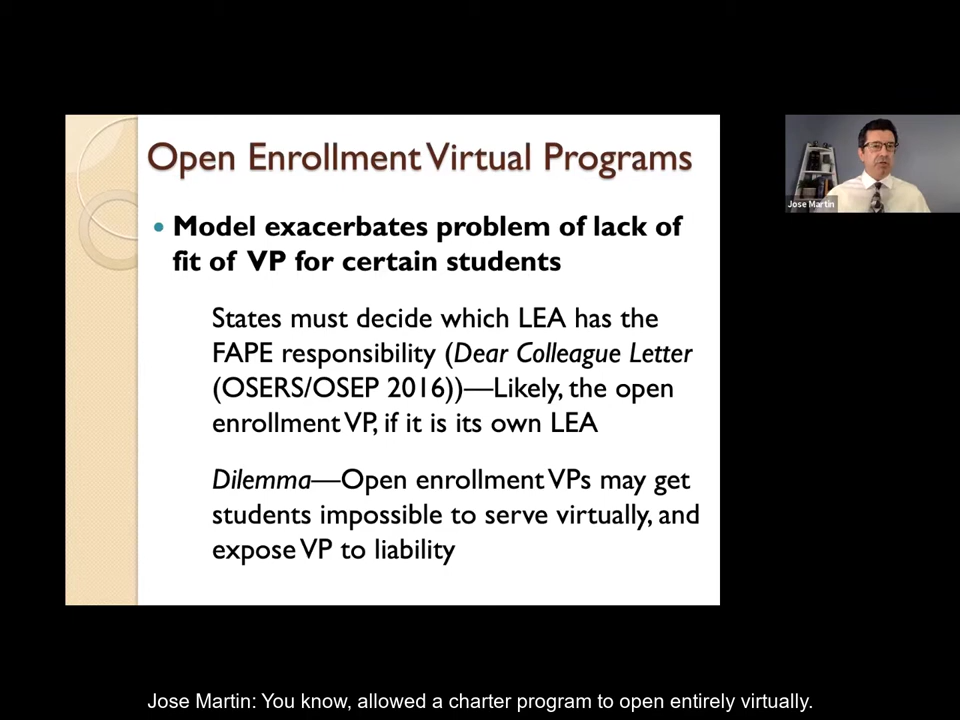 Open Enrollment Virtual Programs
• Model exacerbates problem of lack of
fit of VP for certain students
States must decide which LEA has the
FAPE responsibility (Dear Colleague Letter
(OSERS/OSEP 2016))—Likely, the open
enrollment VP, if it is its own LEA
Dilemma—Open enrollment VPs may get
students impossible to serve virtually, and
expose VP to liability
Jose Martin
Jose Martin: You know, allowed a charter program to open entirely virtually.